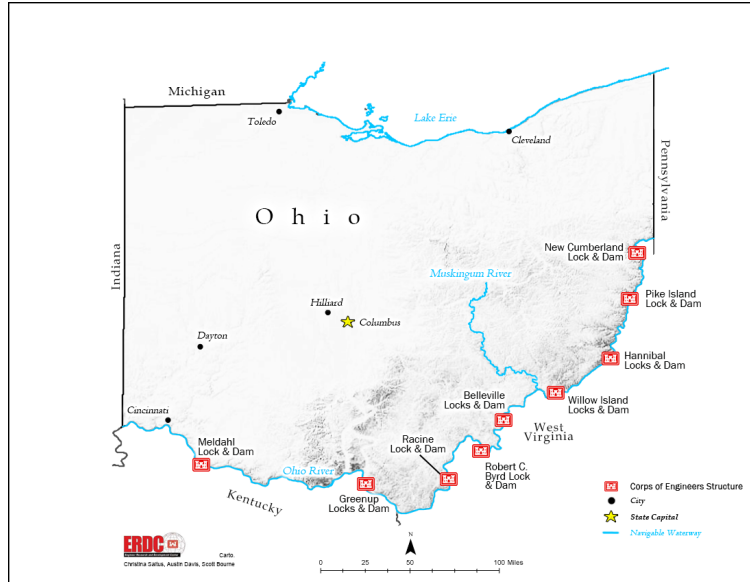 Michigan
Toledo
Lake Erie
Cleveland
Pennsylvania
Ohio
Indiana
New Cumberland
Lock & Dam
Muskingum River
Pike Island
Lock & Dam
Hilliard
Columbus
Dayton
Hannibal
Locks & Dam
Belleville
Locks & Dam
Willow Island
Locks & Dam
Cincinnati
West
Virginia
Meldahl
Lock & Dam
Racine
Lock & Dam
Robert C.
Byrd Lock
& Dam
Ohio River
Kentucky
Greenup
Locks & Dam
Corps of Engineers Structure
City
State Capital
Navigable Waterway
ERDC
Carto.
Christina Saltus, Austin Davis, Scott Bourne
N
0 25 50 100 Miles